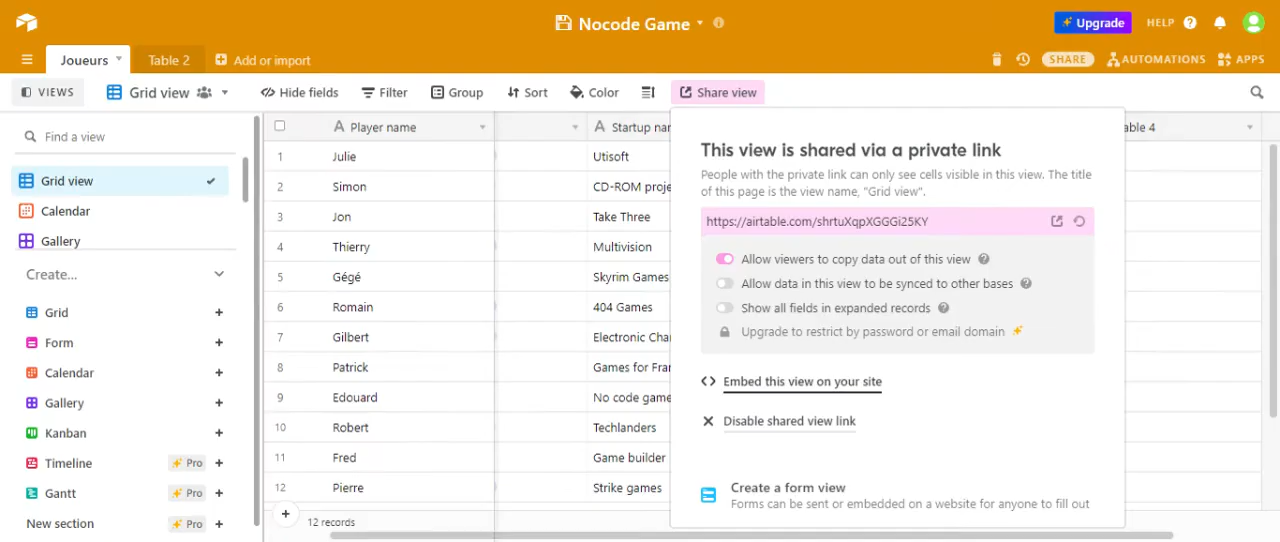 Nocode Game
Upgrade
HELP
Joueurs
Table 2
Add or import
SHARE
AUTOMATIONS
APPS
VIEWS
Grid view
Hide fields
Filter
Group
Sort
Color
Share view
Find a view
Grid view
Calendar
Gallery
Create...
Grid
Form
Calendar
Gallery
Kanban
Timeline
Pro
Gantt
Pro
New section
Pro
Player name
Startup nar
able 4
1 Julie Utisoft
2 Simon CD-ROM proje
3 Jon Take Three
4 Thierry Multivision
5 Gégé Skyrim Games
6 Romain 404 Games
7 Gilbert Electronic Cha
8 Patrick Games for Fra
9 Edouard No code game
10 Robert Techlanders
11 Fred Game builder
12 Pierre Strike games
12 records
This view is shared via a private link
People with the private link can only see cells visible in this view. The title
of this page is the view name, "Grid view".
https://airtable.com/shrtuXqpXGGGi25KY
Allow viewers to copy data out of this view
Allow data in this view to be synced to other bases
Show all fields in expanded records
Upgrade to restrict by password or email domain
Embed this view on your site
Disable shared view link
Create a form view
Forms can be sent or embedded on a website for anyone to fill out